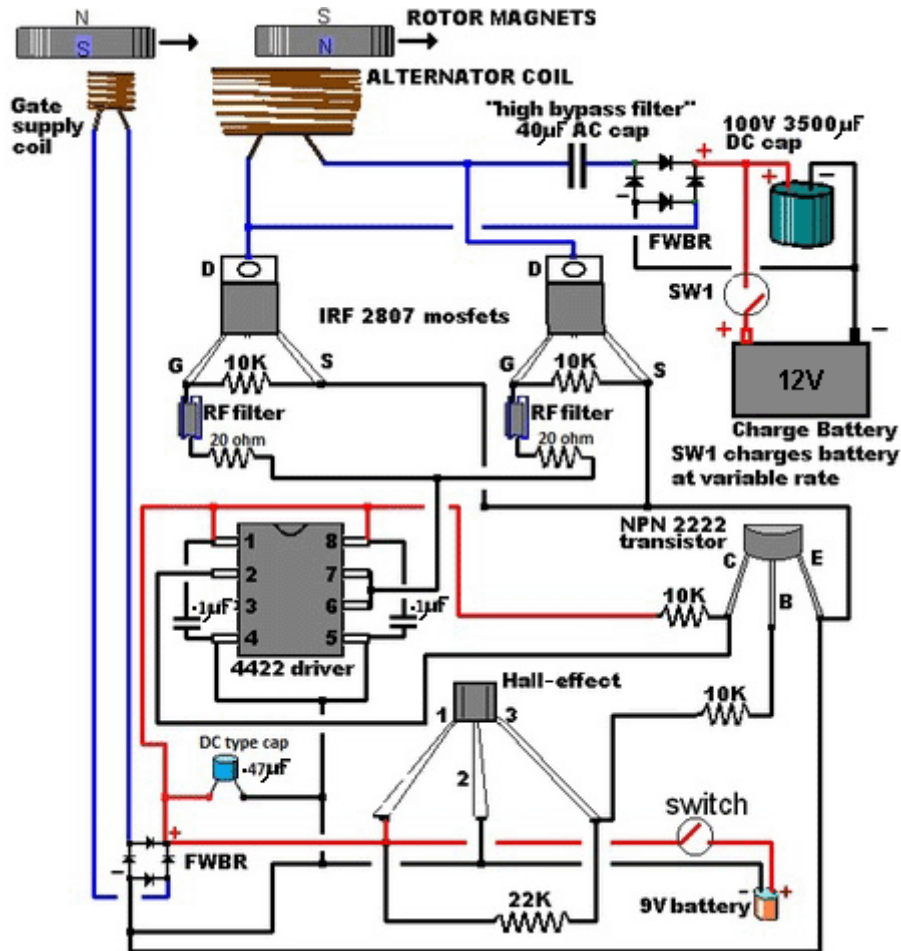 N
S
S
N
ROTOR MAGNETS
ALTERNATOR COIL
Gate
supply
coil
"high bypass filter"
40µF AC cap
100V 3500µF
DC cap
+
+
-
-
FWBR
D
D
SW1
IRF 2807 mosfets
+
-
G
10K
S
G
10K
S
12V
RF filter
RF filter
20 ohm
20 ohm
Charge Battery
SW1 charges battery
at variable rate
NPN 2222
transistor
1
8
C
E
2
7
B
10K
.1µF
3
6
.1µF
4
5
4422 driver
Hall-effect
10K
1
3
DC type cap
.47µF
2
switch
+
FWBR
-
22K
-
+
9V battery